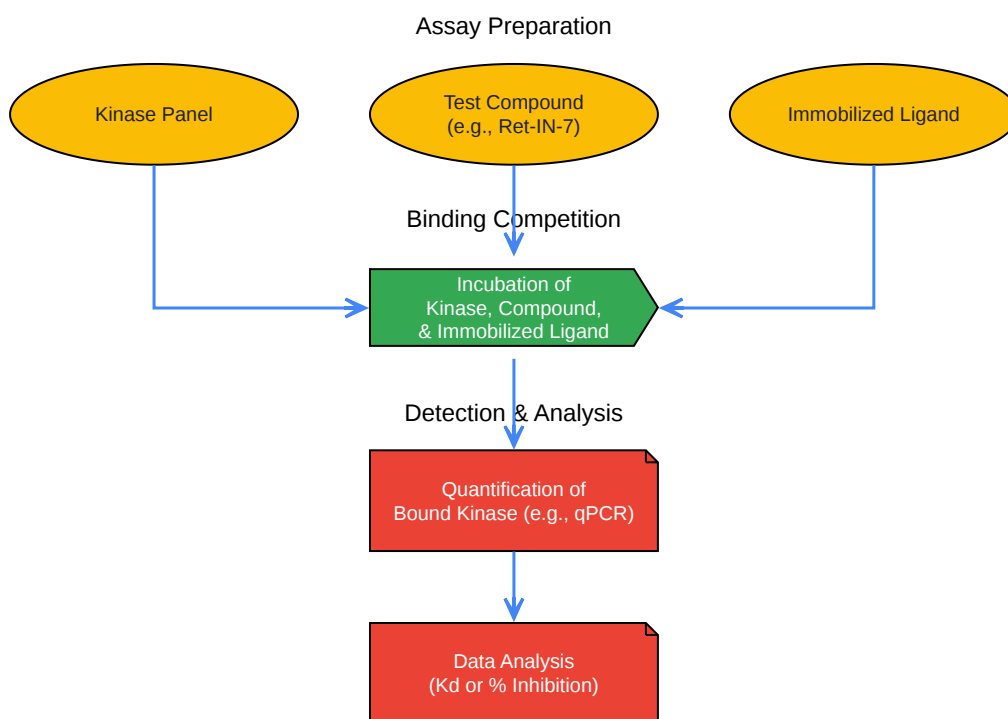 Assay Preparation
Kinase Panel
Test Compound
(e.g., Ret-IN-7)
Immobilized Ligand
Binding Competition
Incubation of
Kinase, Compound,
& Immobilized Ligand
Detection & Analysis
Quantification of
Bound Kinase (e.g., qPCR)
Data Analysis
(Kd or % Inhibition)